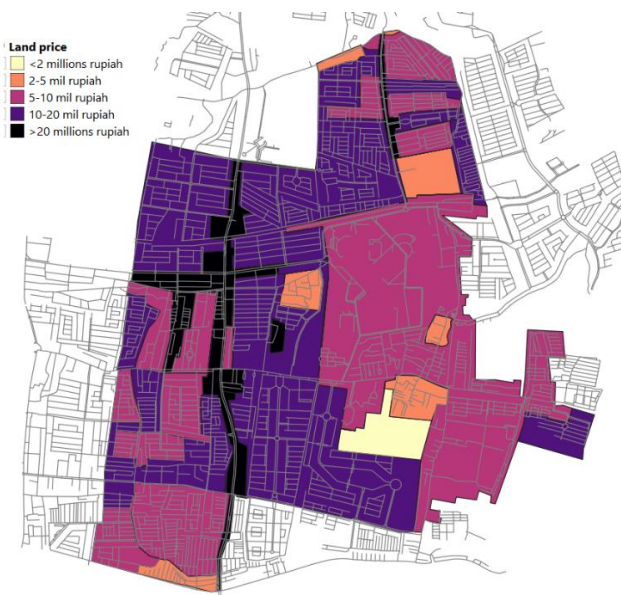 Land price
<2 millions rupiah
2-5 mil rupiah
5-10 mil rupiah
10-20 mil rupiah
>20 millions rupiah